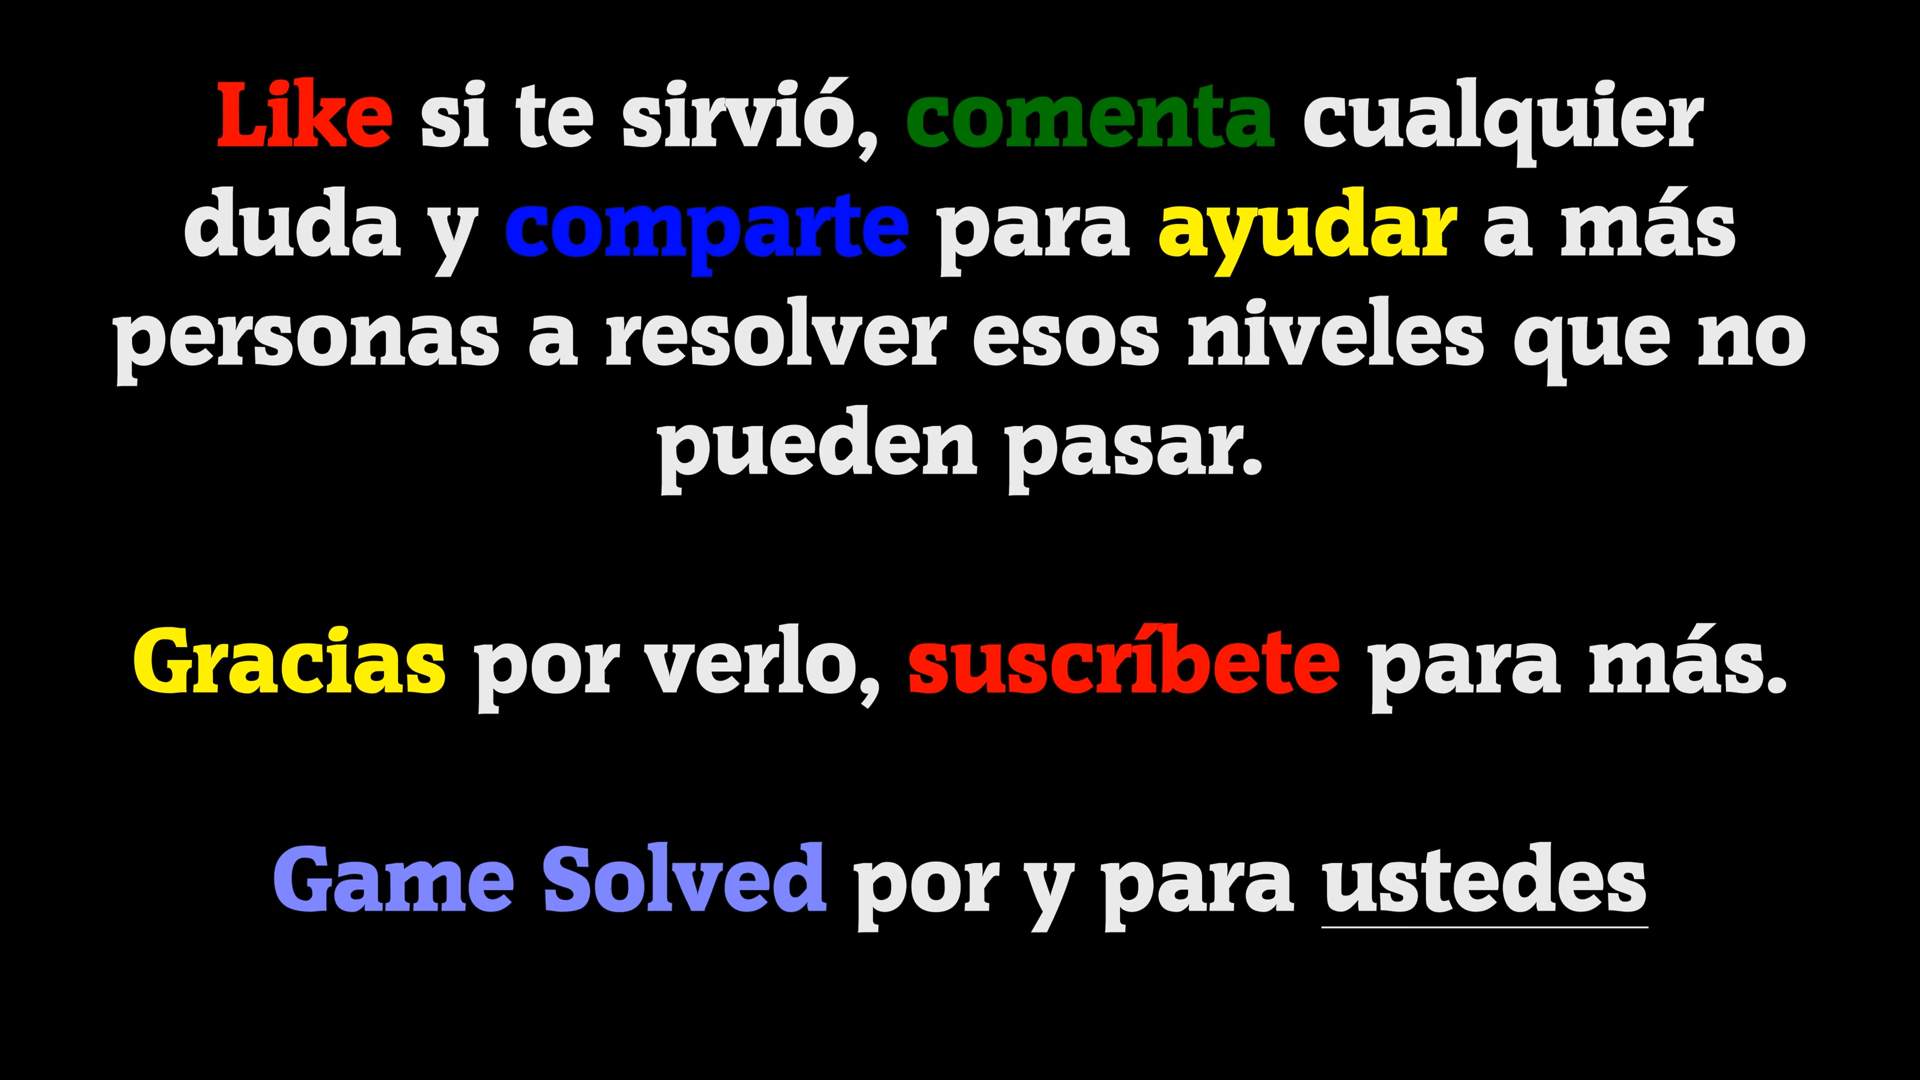 Like si te sirvió, comenta cualquier
duda y comparte para ayudar a más
personas a resolver esos niveles que no
pueden pasar.
Gracias por verlo, suscríbete para más.
Game Solved por y para ustedes